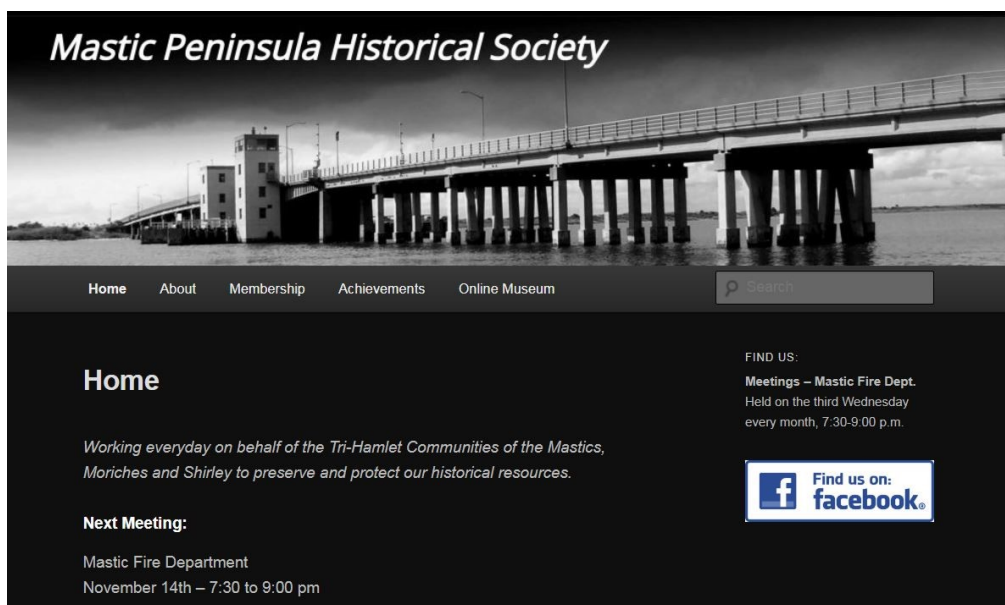 Mastic Peninsula Historical Society
Home About Membership Achievements Online Museum
Search
Home
Working everyday on behalf of the Tri-Hamlet Communities of the Mastics,
Moriches and Shirley to preserve and protect our historical resources.
Next Meeting:
Mastic Fire Department
November 14th – 7:30 to 9:00 pm
FIND US:
Meetings – Mastic Fire Dept.
Held on the third Wednesday
every month, 7:30-9:00 p.m.
f
Find us on:
facebook®